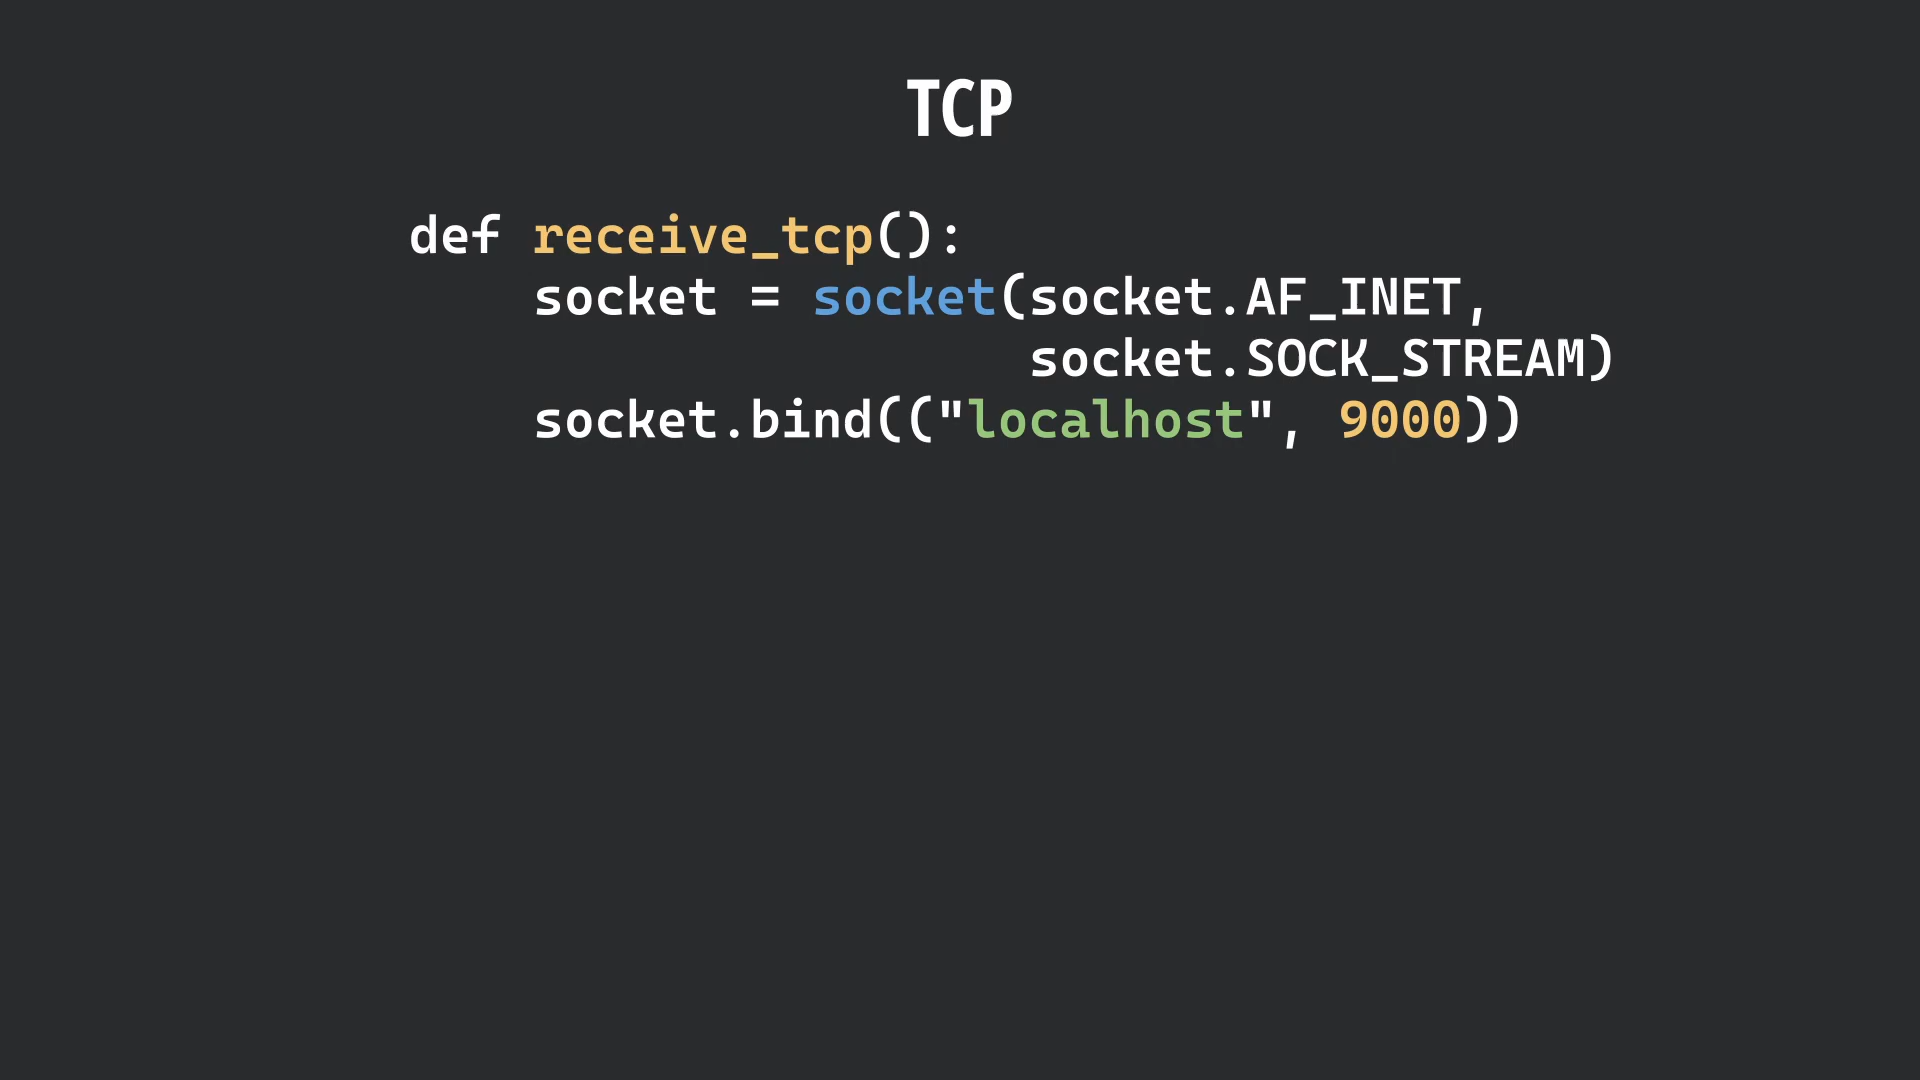 TCP
def receive_tcp():
    socket = socket(socket.AF_INET,
                    socket.SOCK_STREAM)
    socket.bind(("localhost", 9000))